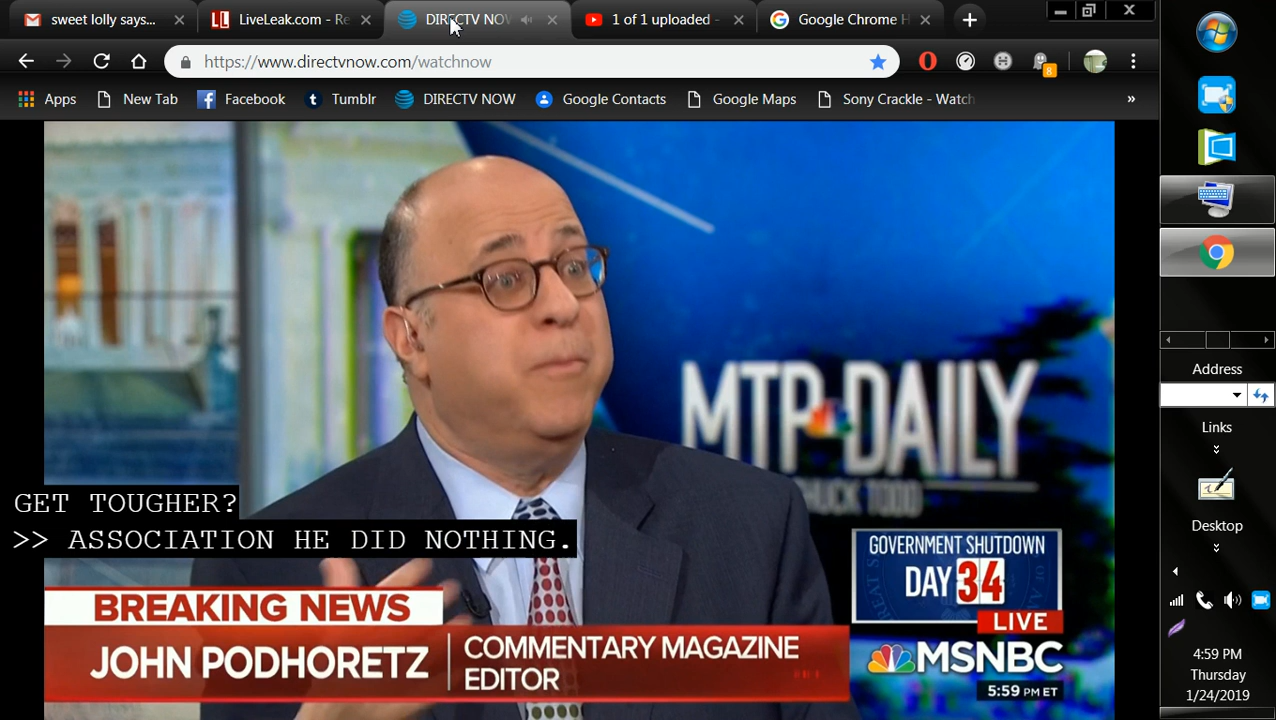 sweet lolly says...
LiveLeak.com - Re
DIRECTV NOW
1 of 1 uploaded -
Google Chrome H
https://www.directvnow.com/watchnow
8
Apps
New Tab
Facebook
Tumblr
DIRECTV NOW
Google Contacts
Google Maps
Sony Crackle - Watch
»
MTP DAILY
CHUCK TODD
GET TOUGHER?
>> ASSOCIATION HE DID NOTHING.
GOVERNMENT SHUTDOWN
DAY 34
LIVE
BREAKING NEWS
JOHN PODHORETZ
COMMENTARY MAGAZINE
EDITOR
MSNBC
5:59 PM ET
Address
Links
Desktop
4:59 PM
Thursday
1/24/2019